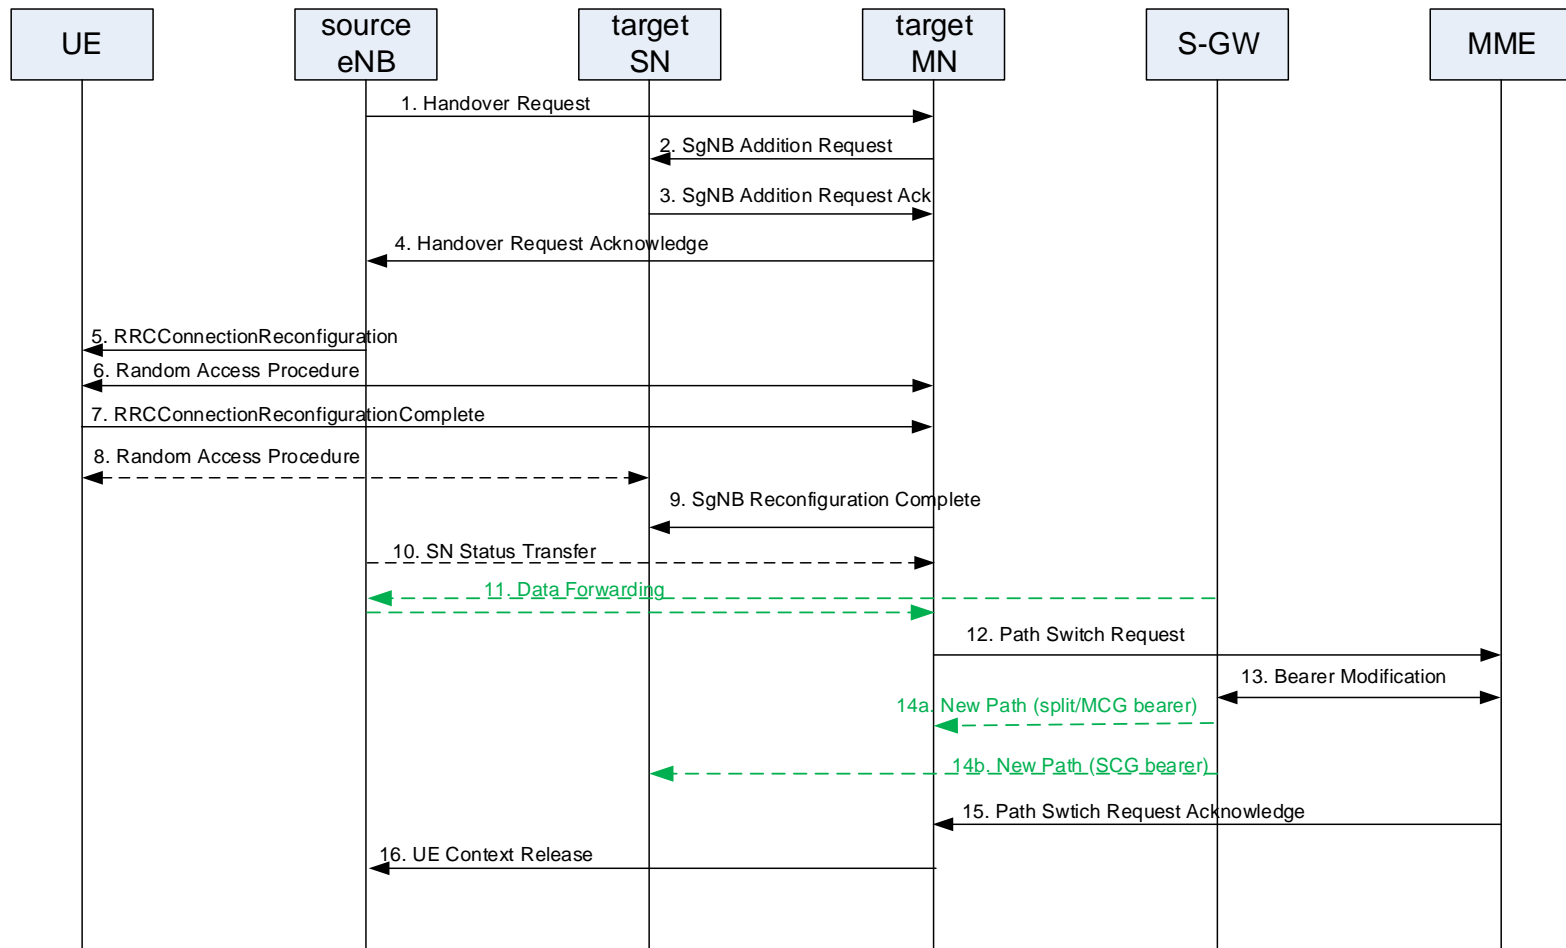 UE
source
eNB
target
SN
target
MN
S-GW
MME
1. Handover Request
2. SgNB Addition Request
3. SgNB Addition Request Ack
4. Handover Request Acknowledge
5. RRCConnectionReconfiguration
6. Random Access Procedure
7. RRCConnectionReconfigurationComplete
8. Random Access Procedure
9. SgNB Reconfiguration Complete
10. SN Status Transfer
11. Data Forwarding
12. Path Switch Request
13. Bearer Modification
14a. New Path (split/MCG bearer)
14b. New Path (SCG bearer)
15. Path Swtich Request Acknowledge
16. UE Context Release